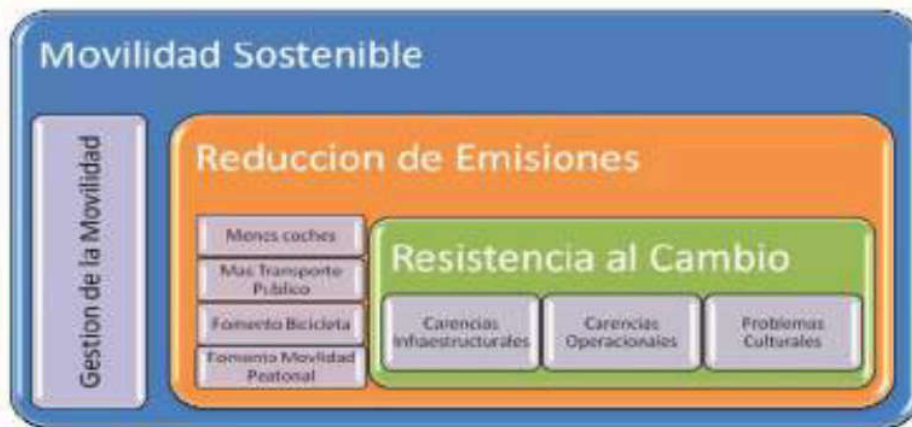 Movilidad Sostenible
Gestion de la Movilidad
Reduccion de Emisiones
Menos coches
Mas Transporte
Publico
Fomento Bicicleta
Fomento Movilidad
Peatonal
Resistencia al Cambio
Carencias
Infraestructurales
Carencias
Operacionales
Problemas
Culturales